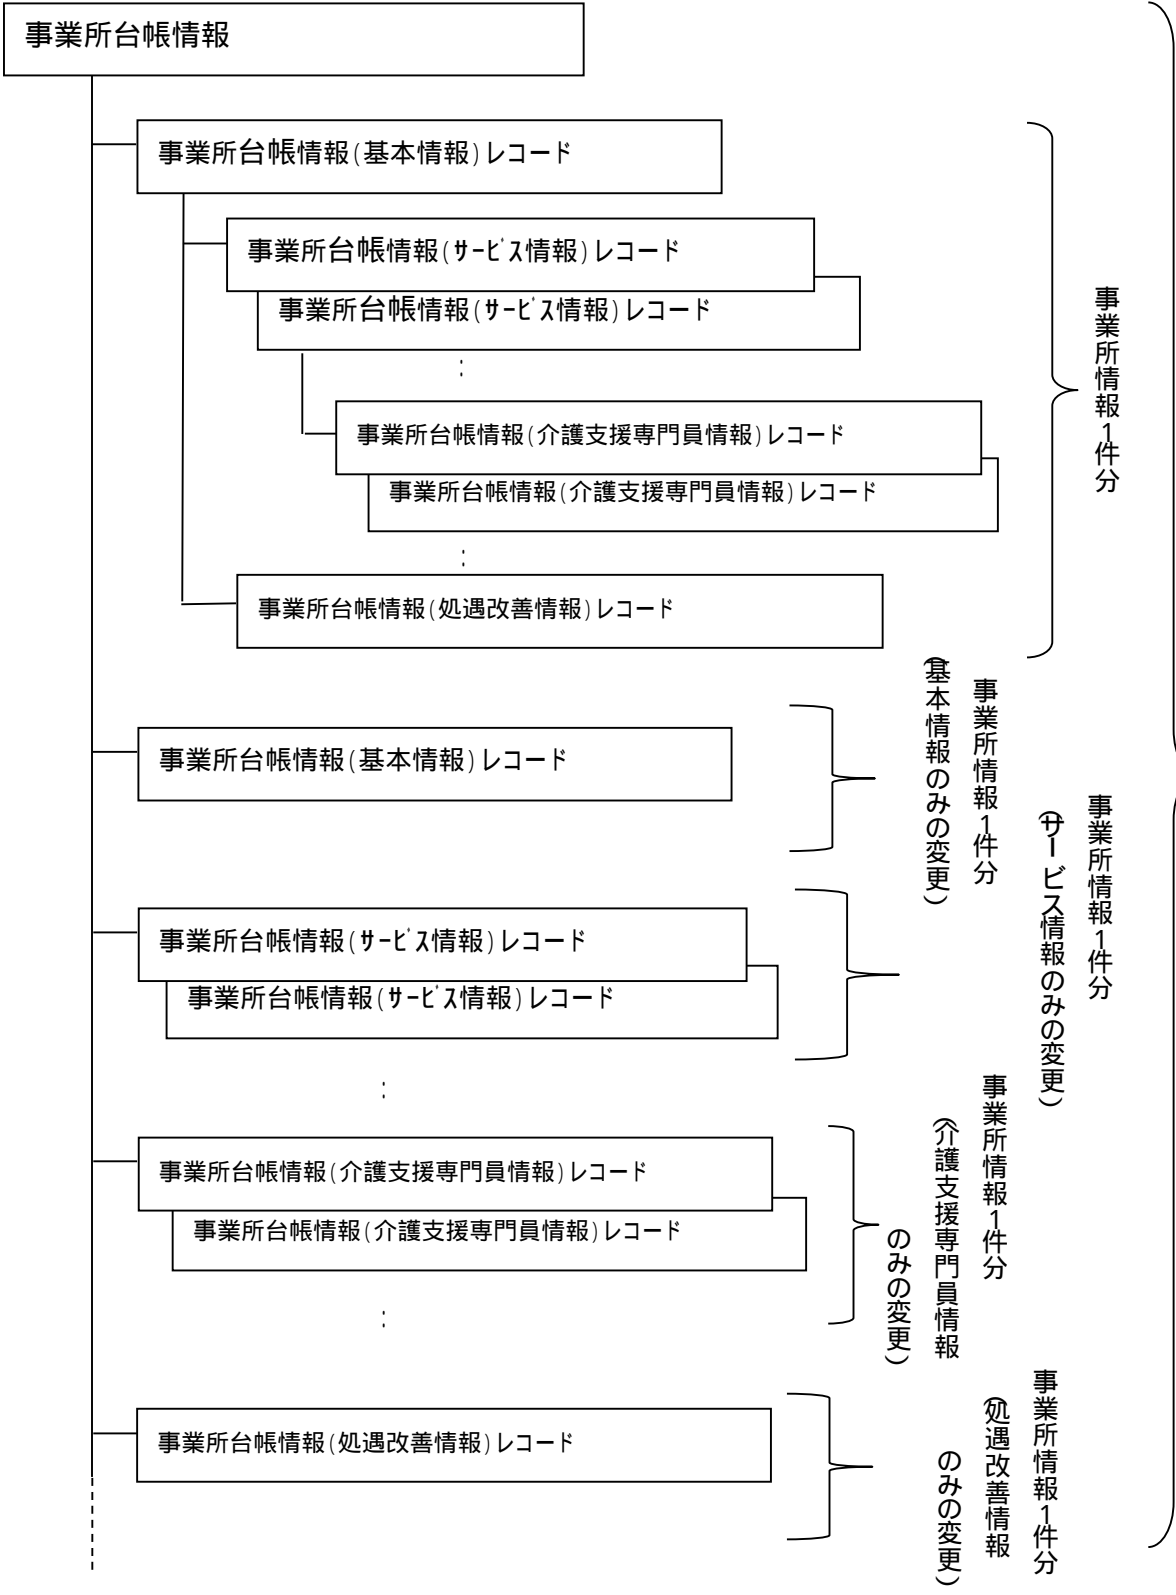 事業所台帳情報
事業所台帳情報(基本情報)レコード
事業所台帳情報(ｻｰﾋﾞｽ情報)レコード
事業所台帳情報(ｻｰﾋﾞｽ情報)レコード
:
事業所台帳情報(介護支援専門員情報)レコード
事業所台帳情報(介護支援専門員情報)レコード
:
事業所台帳情報(処遇改善情報)レコード
事業所情報1件分
事業所台帳情報(基本情報)レコード
事業所情報1件分
(基本情報のみの変更)
事業所台帳情報(ｻｰﾋﾞｽ情報)レコード
事業所台帳情報(ｻｰﾋﾞｽ情報)レコード
:
事業所情報1件分
(サービス情報のみの変更)
事業所台帳情報(介護支援専門員情報)レコード
事業所台帳情報(介護支援専門員情報)レコード
:
事業所情報1件分
(介護支援専門員情報
のみの変更)
事業所台帳情報(処遇改善情報)レコード
事業所情報1件分
(処遇改善情報
のみの変更)